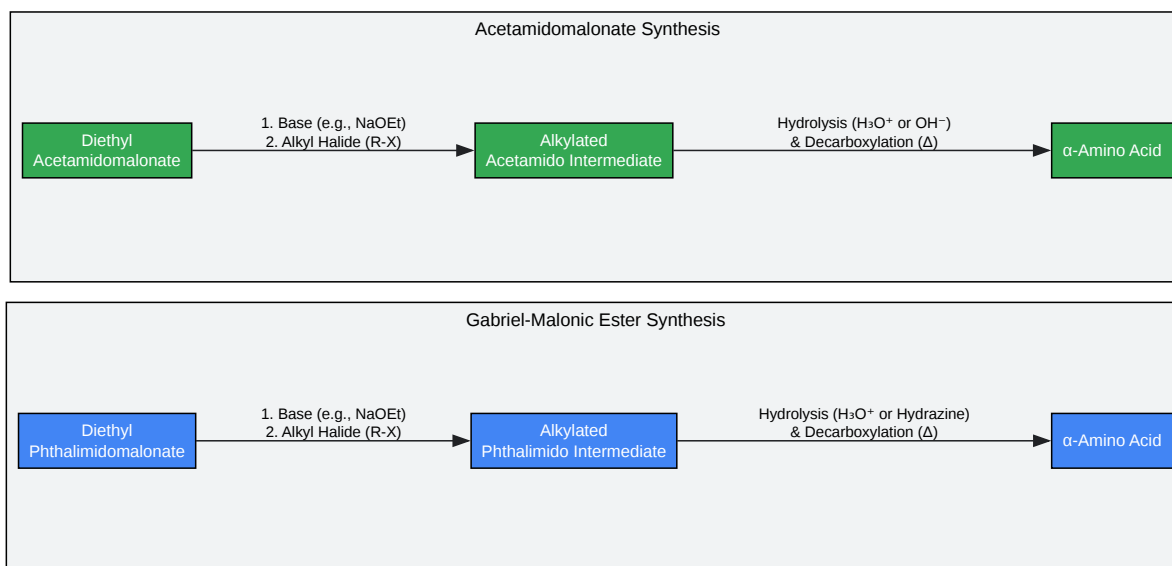 Acetamidomalonate Synthesis
1. Base (e.g., NaOEt)
2. Alkyl Halide (R-X)
Hydrolysis (H₃O⁺ or OH⁻)
& Decarboxylation (Δ)
Diethyl
Acetamidomalonate
Alkylated
Acetamido Intermediate
α-Amino Acid
Gabriel-Malonic Ester Synthesis
1. Base (e.g., NaOEt)
2. Alkyl Halide (R-X)
Hydrolysis (H₃O⁺ or Hydrazine)
& Decarboxylation (Δ)
Diethyl
Phthalimidomalonate
Alkylated
Phthalimido Intermediate
α-Amino Acid